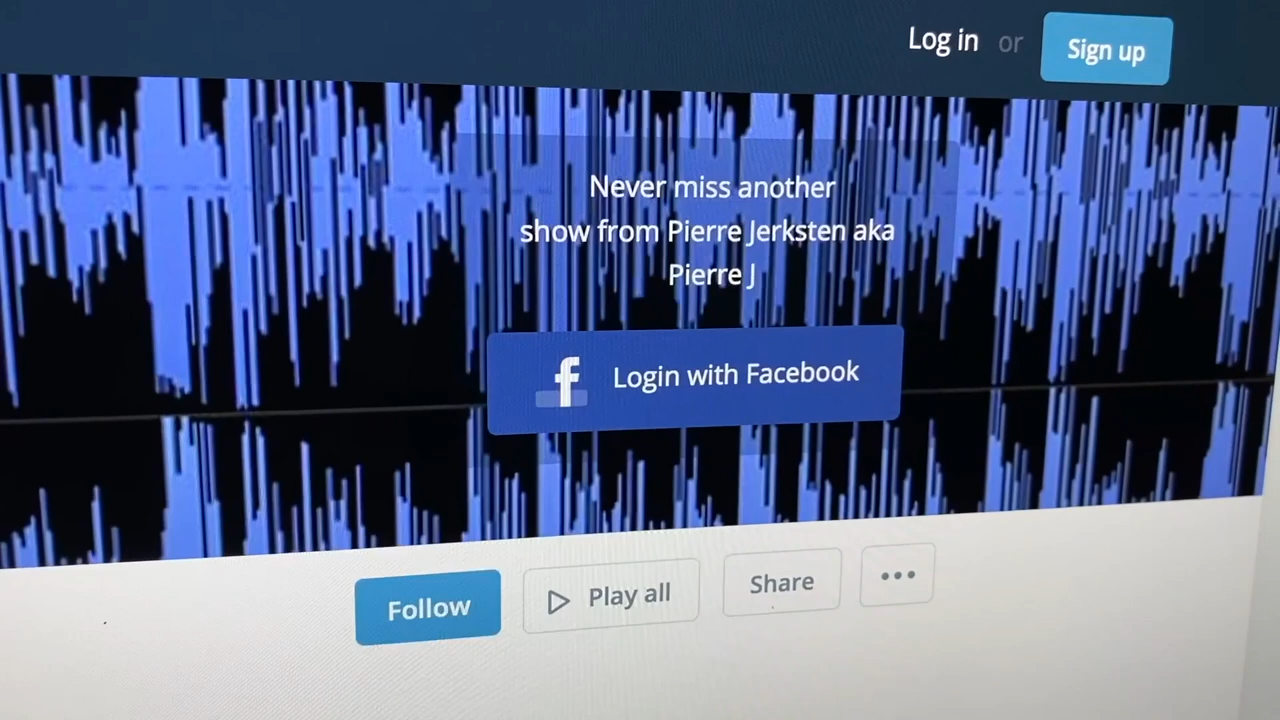 Log in or Sign up
Never miss another
show from Pierre Jerksten aka
Pierre J
f Login with Facebook
Follow
Play all
Share